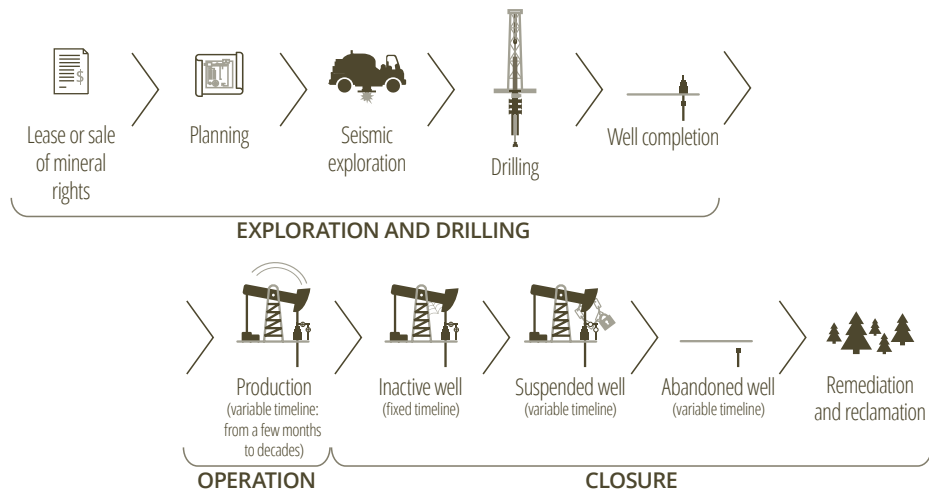 $
Lease or sale
of mineral
rights
Planning
Seismic
exploration
Drilling
Well completion
EXPLORATION AND DRILLING
Production
(variable timeline:
from a few months
to decades)
Inactive well
(fixed timeline)
Suspended well
(variable timeline)
Abandoned well
(variable timeline)
Remediation
and reclamation
OPERATION
CLOSURE